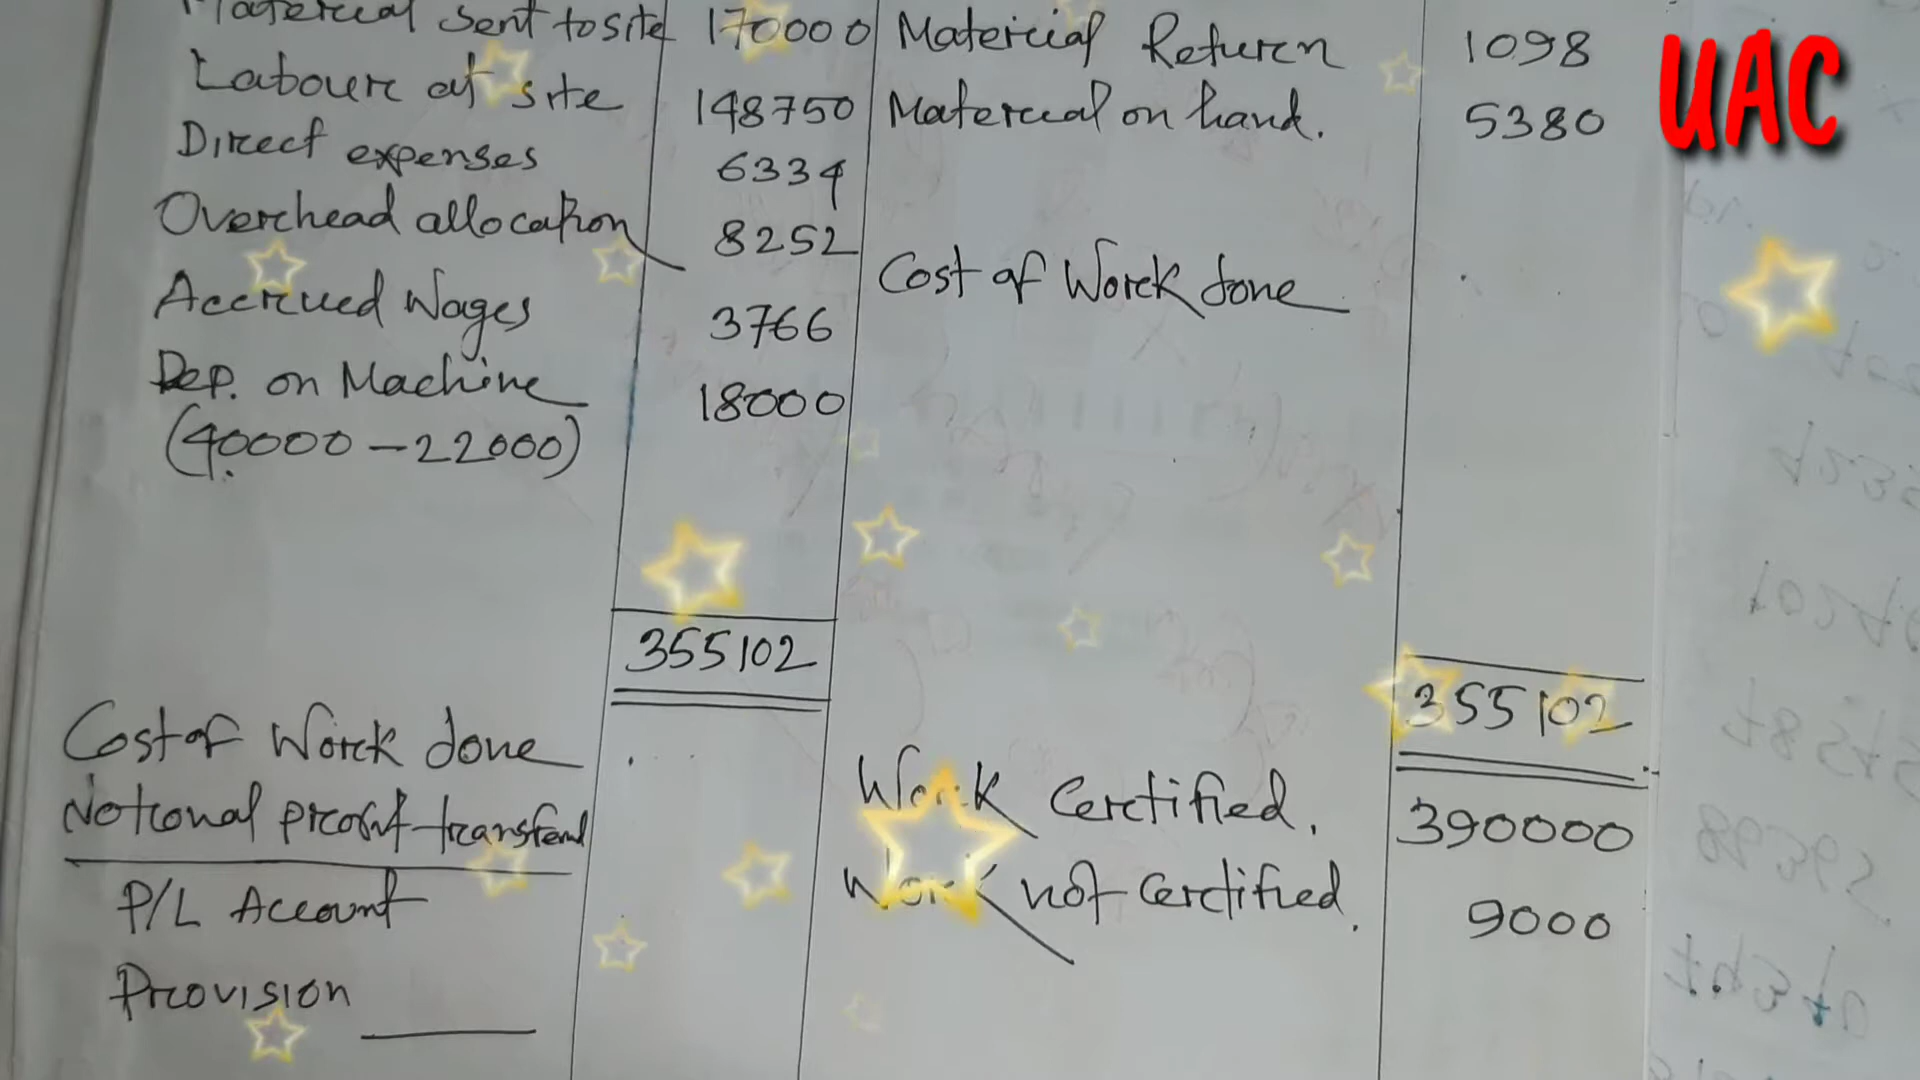 Material sent to site 170000 Material Return 1098
Labour at site 148750 Material on hand. 5380
Direct expenses 6334
Overhead allocation 8252
Cost of Work done
Accrued Wages 3766
Dep. on Machine 18000
(40000 - 22000)
355102
355102
Cost of Work done
Work Certified. 390000
Notional profit transferred
Work not Certified. 9000
P/L Account
Provision
UAC